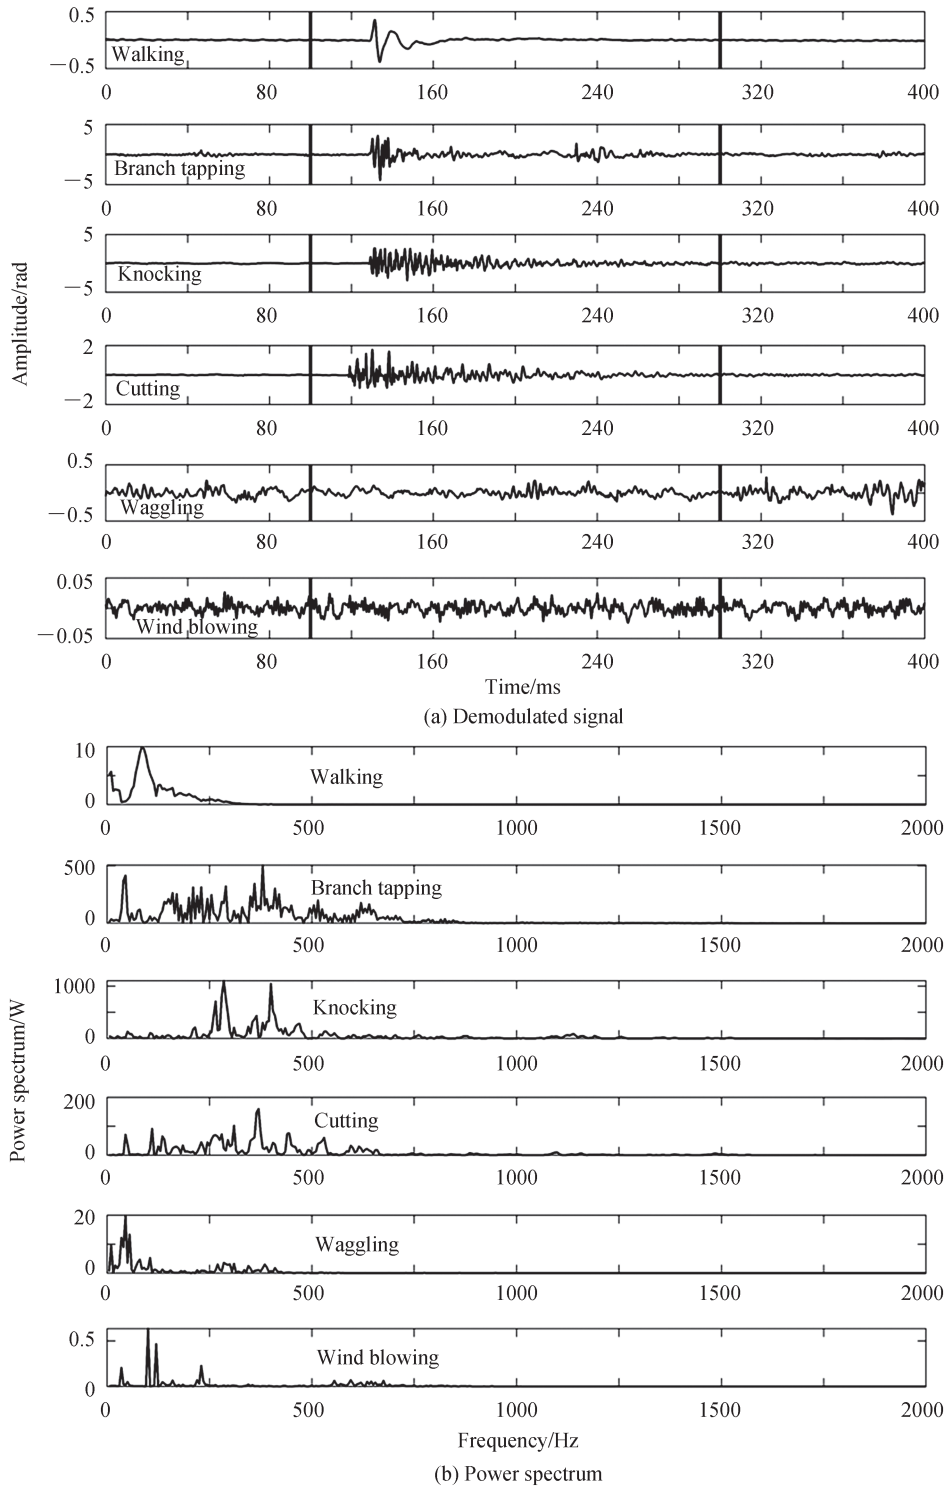 0.5
Walking
−0.5
0 80 160 240 320 400
5
Branch tapping
−5
0 80 160 240 320 400
5
Knocking
−5
0 80 160 240 320 400
2
Cutting
−2
0 80 160 240 320 400
0.5
Waggling
−0.5
0 80 160 240 320 400
0.05
Wind blowing
−0.05
0 80 160 240 320 400
Amplitude/rad
Time/ms
(a) Demodulated signal
10
Walking
0
0 500 1000 1500 2000
500
Branch tapping
0
0 500 1000 1500 2000
1000
Knocking
0
0 500 1000 1500 2000
200
Cutting
0
0 500 1000 1500 2000
20
Waggling
0
0 500 1000 1500 2000
0.5
Wind blowing
0
0 500 1000 1500 2000
Power spectrum/W
Frequency/Hz
(b) Power spectrum